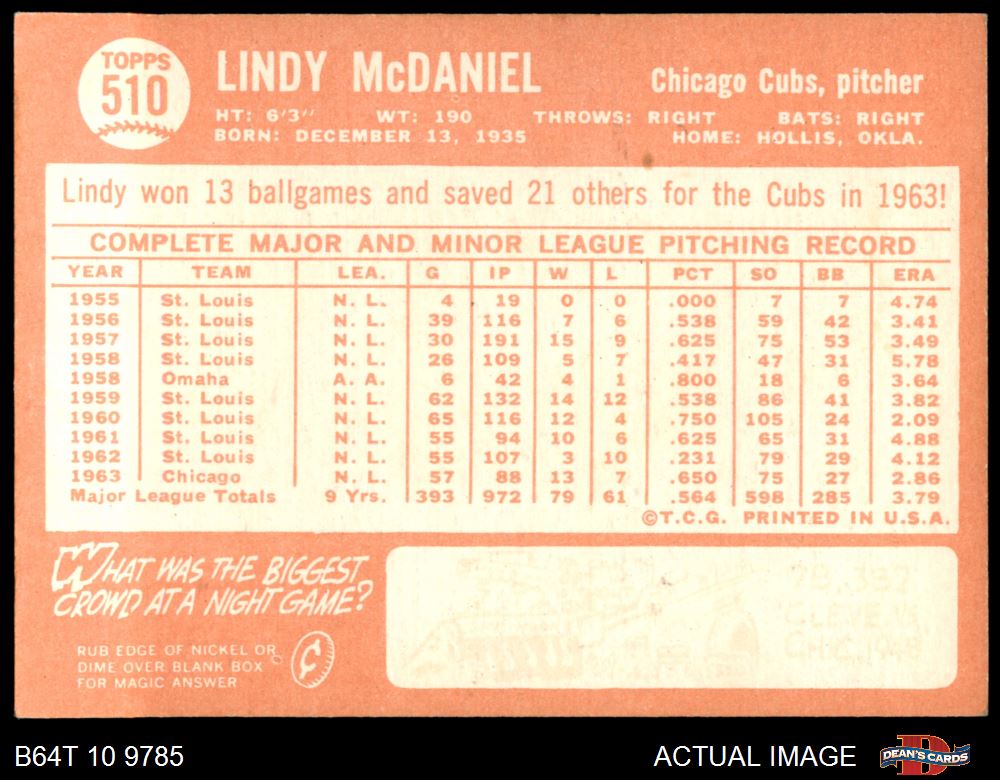 TOPPS
510
LINDY McDANIEL
Chicago Cubs, pitcher
HT: 6'3" WT: 190 THROWS: RIGHT BATS: RIGHT
BORN: DECEMBER 13, 1935 HOME: HOLLIS, OKLA.
Lindy won 13 ballgames and saved 21 others for the Cubs in 1963!
COMPLETE MAJOR AND MINOR LEAGUE PITCHING RECORD
YEAR TEAM LEA. G IP W L PCT SO BB ERA
1955 St. Louis N. L. 4 19 0 0 .000 7 7 4.74
1956 St. Louis N. L. 39 116 7 6 .538 59 42 3.41
1957 St. Louis N. L. 30 191 15 9 .625 75 53 3.49
1958 St. Louis N. L. 26 109 5 7 .417 47 31 5.78
1958 Omaha A. A. 6 42 4 1 .800 18 6 3.64
1959 St. Louis N. L. 62 132 14 12 .538 86 41 3.82
1960 St. Louis N. L. 65 116 12 4 .750 105 24 2.09
1961 St. Louis N. L. 55 94 10 6 .625 65 31 4.88
1962 St. Louis N. L. 55 107 3 10 .231 79 29 4.12
1963 Chicago N. L. 57 88 13 7 .650 75 27 2.86
Major League Totals 9 Yrs. 393 972 79 61 .564 598 285 3.79
©T.C.G. PRINTED IN U.S.A.
WHAT WAS THE BIGGEST
CROWD AT A NIGHT GAME?
RUB EDGE OF NICKEL OR
DIME OVER BLANK BOX
FOR MAGIC ANSWER
¢
CLEVE. VS.
CHIC. 1948
B64T 10 9785
ACTUAL IMAGE
DEAN'S CARDS